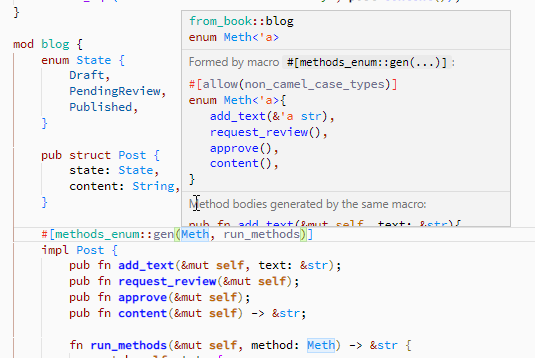 }
mod blog {
enum State {
Draft,
PendingReview,
Published,
}
pub struct Post {
state: State,
content: String,
}
from_book::blog
enum Meth<'a>
Formed by macro #[methods_enum::gen(...)]:
#[allow(non_camel_case_types)]
enum Meth<'a>{
add_text(&'a str),
request_review(),
approve(),
content(),
}
Method bodies generated by the same macro:
pub fn add_text(&mut self, text: &str){
#[methods_enum::gen(Meth, run_methods)]
impl Post {
pub fn add_text(&mut self, text: &str);
pub fn request_review(&mut self);
pub fn approve(&mut self);
pub fn content(&mut self) -> &str;
fn run_methods(&mut self, method: Meth) -> &str {